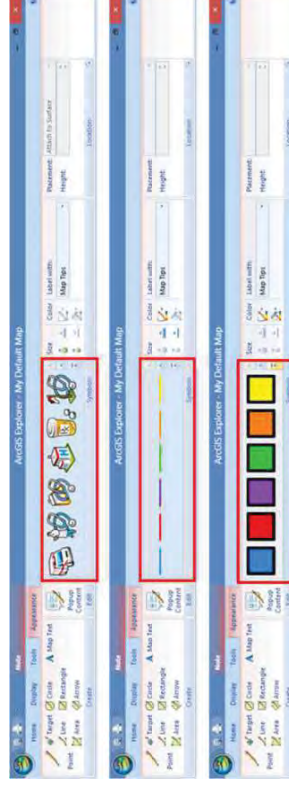 ArcGIS Explorer - My Default Map
Note
Home Display Tools Appearance
Point
Target Circle Map Text
Line Rectangle
Area Arrow
Create
Popup Content
Edit
Symbols
Size Color
Label with:
Map Tips
Placement: Attach to Surface
Height:
Location
ArcGIS Explorer - My Default Map
Note
Home Display Tools Appearance
Point
Target Circle Map Text
Line Rectangle
Area Arrow
Create
Popup Content
Edit
Symbols
Size Color
Label with:
Map Tips
Placement:
Height:
Location
ArcGIS Explorer - My Default Map
Note
Home Display Tools Appearance
Point
Target Circle Map Text
Line Rectangle
Area Arrow
Create
Popup Content
Edit
Symbols
Size Color
Label with:
Map Tips
Placement:
Height:
Location